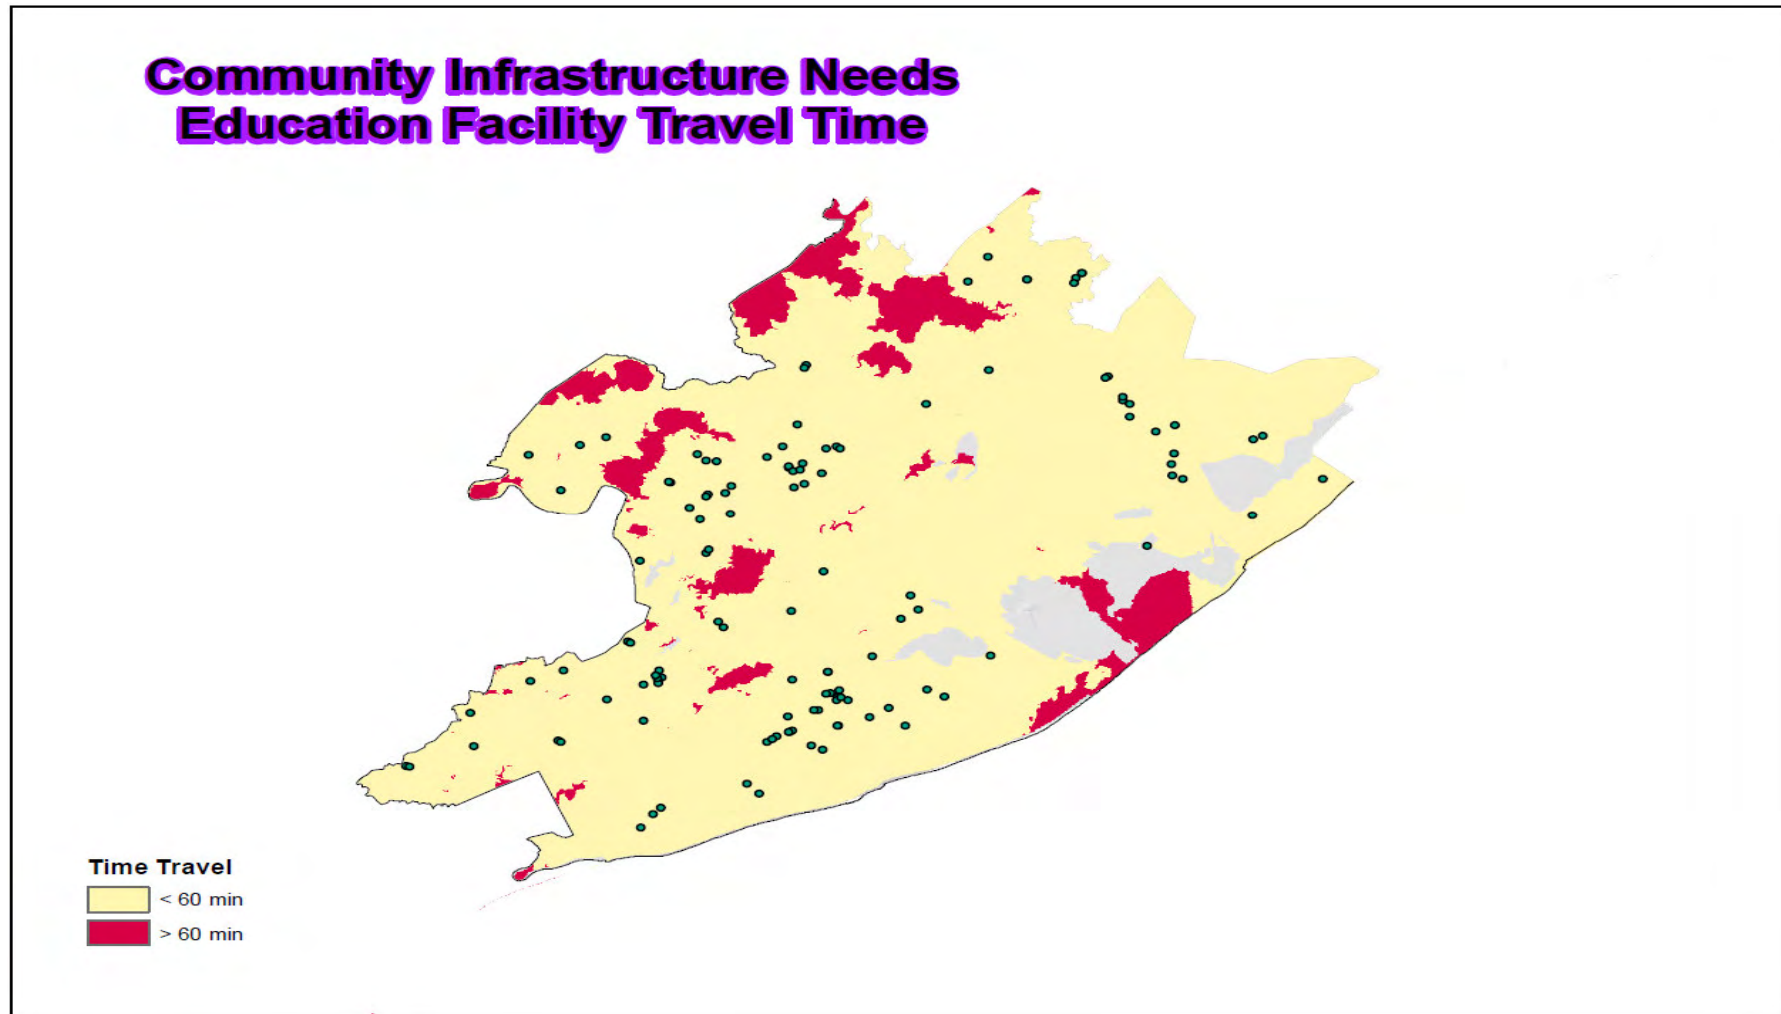 Community Infrastructure Needs
Education Facility Travel Time
Time Travel
< 60 min
> 60 min